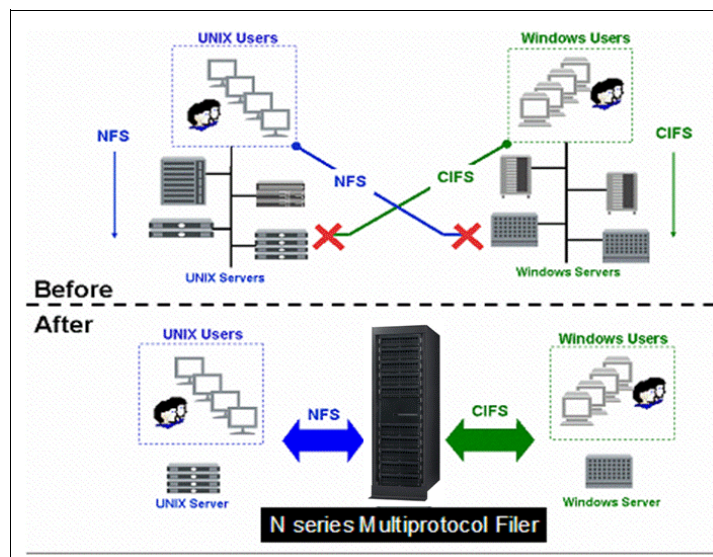 UNIX Users
Windows Users
NFS
CIFS
NFS
CIFS
UNIX Servers
Windows Servers
Before
After
UNIX Users
Windows Users
NFS
CIFS
UNIX Server
Windows Server
N series Multiprotocol Filer